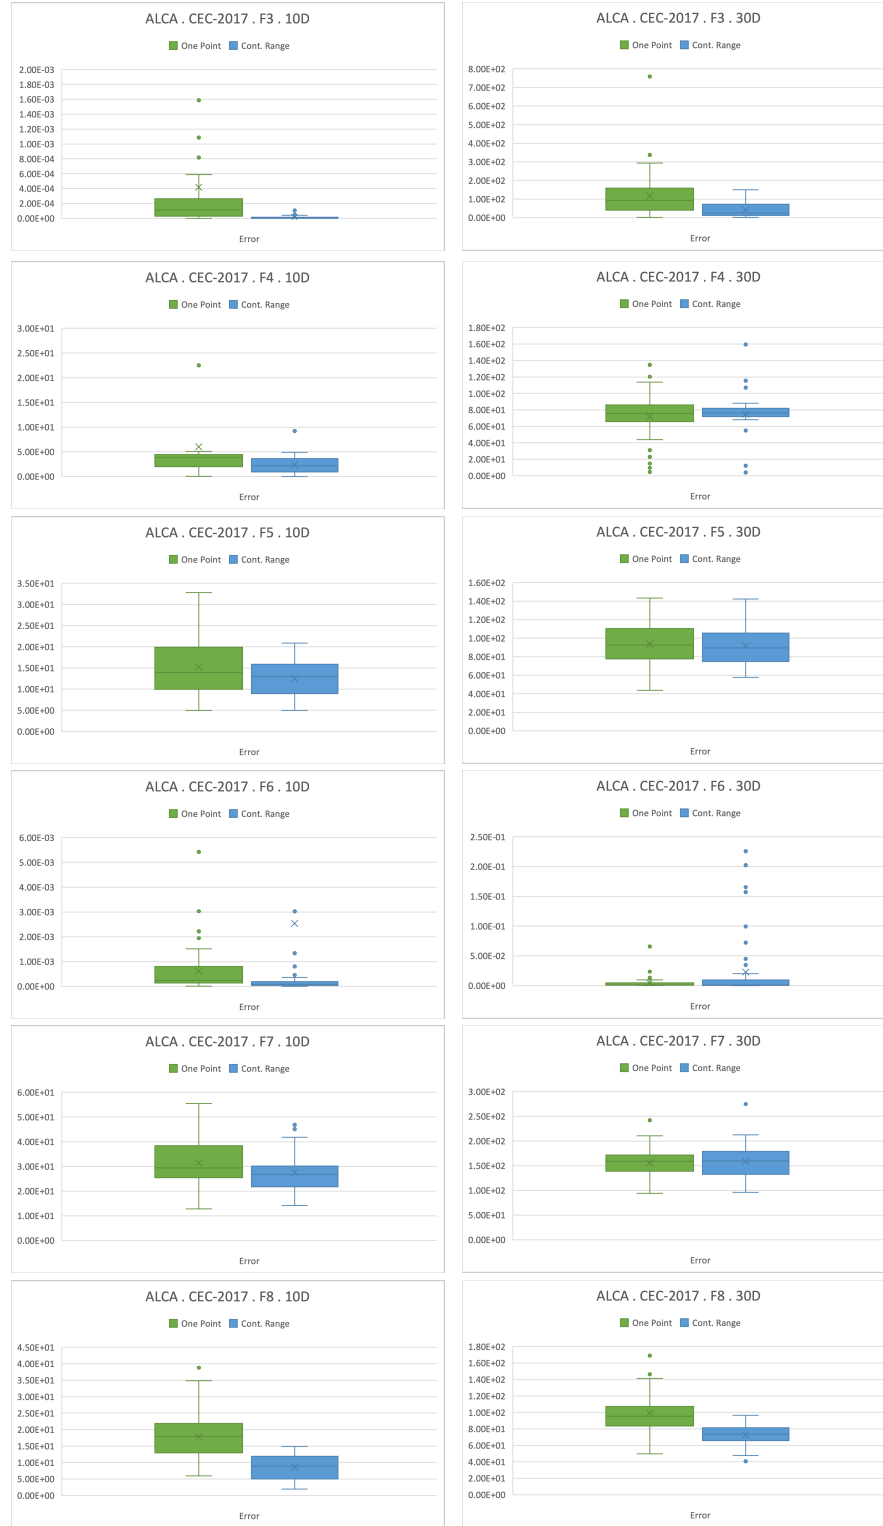 ALCA . CEC-2017 . F3 . 10D
One Point Cont. Range
2.00E-03
1.80E-03
1.60E-03
1.40E-03
1.20E-03
1.00E-03
8.00E-04
6.00E-04
4.00E-04
2.00E-04
0.00E+00
Error
ALCA . CEC-2017 . F3 . 30D
One Point Cont. Range
8.00E+02
7.00E+02
6.00E+02
5.00E+02
4.00E+02
3.00E+02
2.00E+02
1.00E+02
0.00E+00
Error
ALCA . CEC-2017 . F4 . 10D
One Point Cont. Range
3.00E+01
2.50E+01
2.00E+01
1.50E+01
1.00E+01
5.00E+00
0.00E+00
Error
ALCA . CEC-2017 . F4 . 30D
One Point Cont. Range
1.80E+02
1.60E+02
1.40E+02
1.20E+02
1.00E+02
8.00E+01
6.00E+01
4.00E+01
2.00E+01
0.00E+00
Error
ALCA . CEC-2017 . F5 . 10D
One Point Cont. Range
3.50E+01
3.00E+01
2.50E+01
2.00E+01
1.50E+01
1.00E+01
5.00E+00
0.00E+00
Error
ALCA . CEC-2017 . F5 . 30D
One Point Cont. Range
1.60E+02
1.40E+02
1.20E+02
1.00E+02
8.00E+01
6.00E+01
4.00E+01
2.00E+01
0.00E+00
Error
ALCA . CEC-2017 . F6 . 10D
One Point Cont. Range
6.00E-03
5.00E-03
4.00E-03
3.00E-03
2.00E-03
1.00E-03
0.00E+00
Error
ALCA . CEC-2017 . F6 . 30D
One Point Cont. Range
2.50E-01
2.00E-01
1.50E-01
1.00E-01
5.00E-02
0.00E+00
Error
ALCA . CEC-2017 . F7 . 10D
One Point Cont. Range
6.00E+01
5.00E+01
4.00E+01
3.00E+01
2.00E+01
1.00E+01
0.00E+00
Error
ALCA . CEC-2017 . F7 . 30D
One Point Cont. Range
3.00E+02
2.50E+02
2.00E+02
1.50E+02
1.00E+02
5.00E+01
0.00E+00
Error
ALCA . CEC-2017 . F8 . 10D
One Point Cont. Range
4.50E+01
4.00E+01
3.50E+01
3.00E+01
2.50E+01
2.00E+01
1.50E+01
1.00E+01
5.00E+00
0.00E+00
Error
ALCA . CEC-2017 . F8 . 30D
One Point Cont. Range
1.80E+02
1.60E+02
1.40E+02
1.20E+02
1.00E+02
8.00E+01
6.00E+01
4.00E+01
2.00E+01
0.00E+00
Error